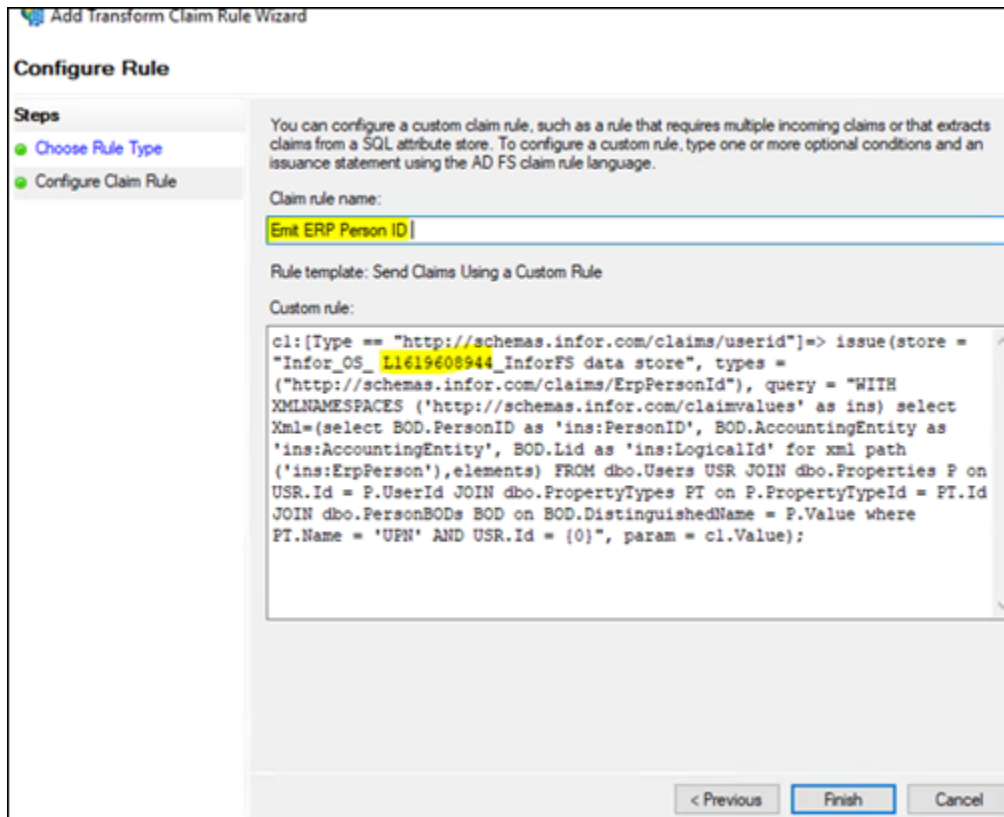 Add Transform Claim Rule Wizard
Configure Rule
Steps
Choose Rule Type
Configure Claim Rule
You can configure a custom claim rule, such as a rule that requires multiple incoming claims or that extracts
claims from a SQL attribute store. To configure a custom rule, type one or more optional conditions and an
issuance statement using the AD FS claim rule language.
Claim rule name:
Emit ERP Person ID
Rule template: Send Claims Using a Custom Rule
Custom rule:
c1:[Type == "http://schemas.infor.com/claims/userid"]=> issue(store =
"Infor_OS_ L1619608944_InforFS data store", types =
("http://schemas.infor.com/claims/ErpPersonId"), query = "WITH
XMLNAMESPACES ('http://schemas.infor.com/claimvalues' as ins) select
Xml=(select BOD.PersonID as 'ins:PersonID', BOD.AccountingEntity as
'ins:AccountingEntity', BOD.Lid as 'ins:LogicalId' for xml path
('ins:ErpPerson'),elements) FROM dbo.Users USR JOIN dbo.Properties P on
USR.Id = P.UserId JOIN dbo.PropertyTypes PT on P.PropertyTypeId = PT.Id
JOIN dbo.PersonBODs BOD on BOD.DistinguishedName = P.Value where
PT.Name = 'UPN' AND USR.Id = {0}", param = c1.Value);
< Previous
Finish
Cancel